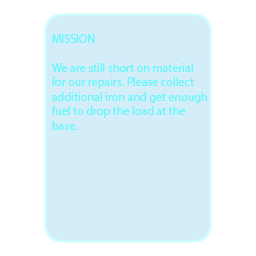 MISSION
We are still short on material
for our repairs. Please collect
additional iron and get enough
fuel to drop the load at the
base.